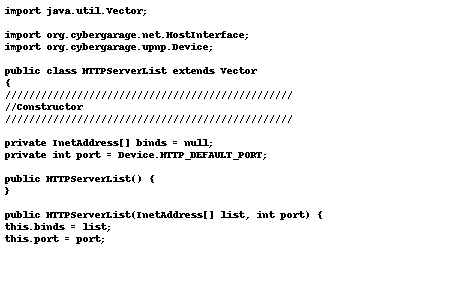 import java.util.Vector;
import org.cybergarage.net.HostInterface;
import org.cybergarage.upnp.Device;
public class HTTPServerList extends Vector
{
////////////////////////////////////////////////
//Constructor
////////////////////////////////////////////////
private InetAddress[] binds = null;
private int port = Device.HTTP_DEFAULT_PORT;
public HTTPServerList() {
}
public HTTPServerList(InetAddress[] list, int port) {
this.binds = list;
this.port = port;